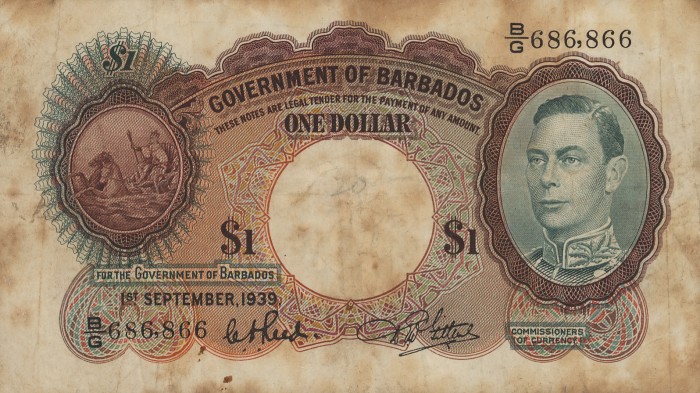 $1
B/G 686,866
GOVERNMENT OF BARBADOS
THESE NOTES ARE LEGAL TENDER FOR THE PAYMENT OF ANY AMOUNT.
ONE DOLLAR
20
$1
$1
FOR THE GOVERNMENT OF BARBADOS
1ST SEPTEMBER, 1939
B/G 686,866
COMMISSIONERS
OF CURRENCY